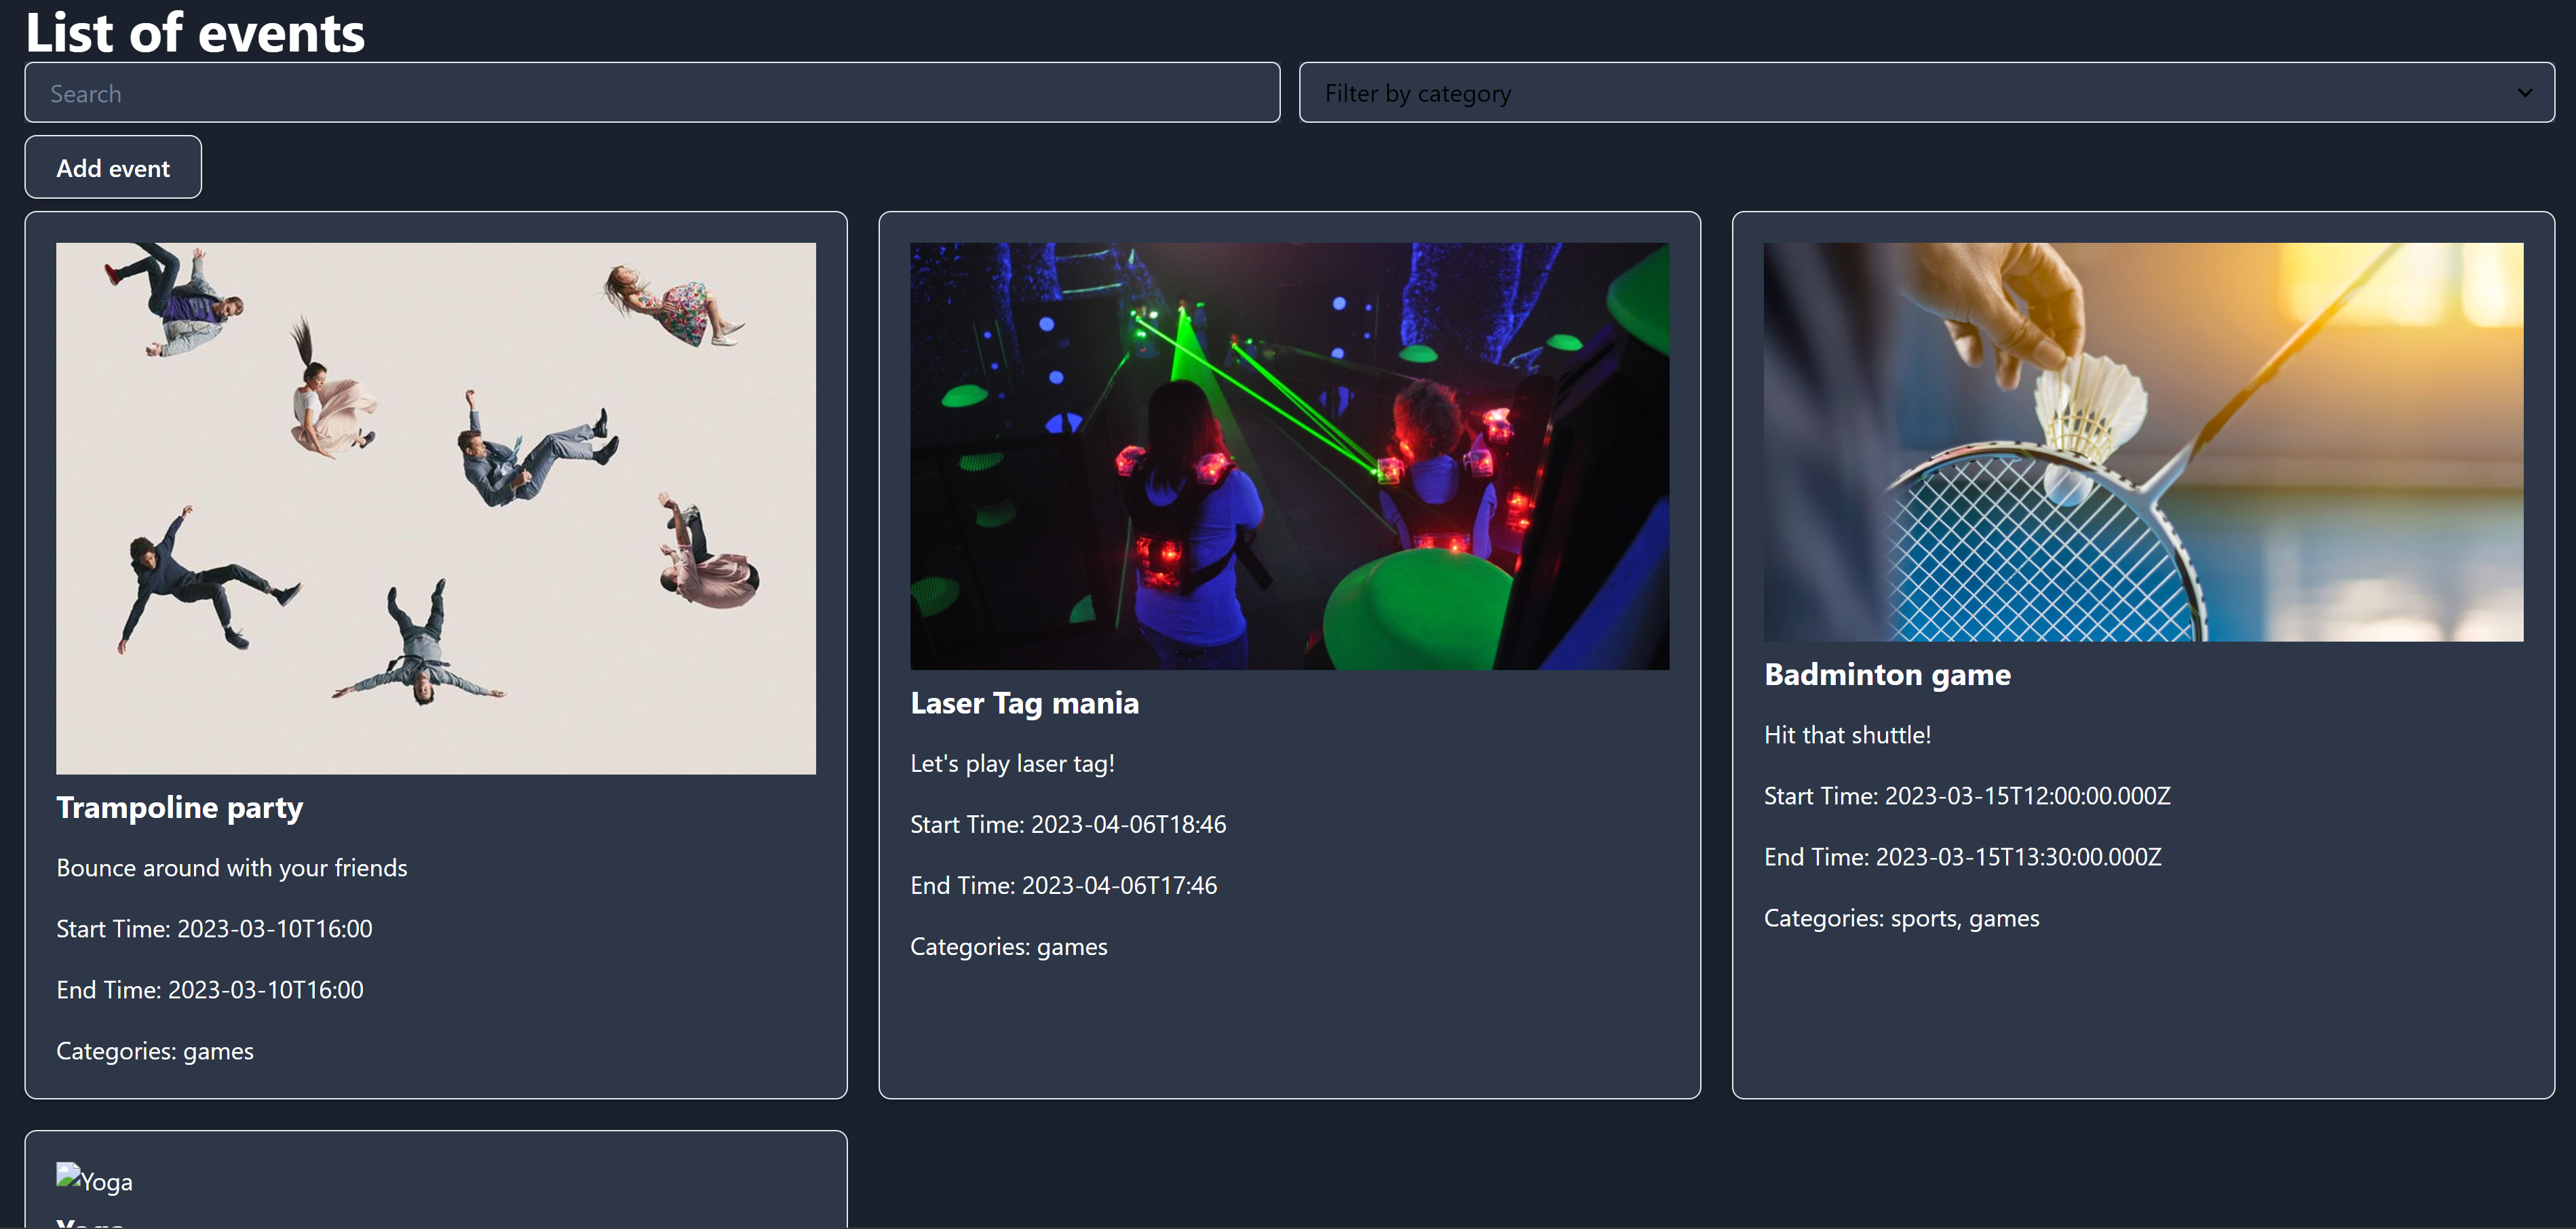 List of events
Search
Filter by category
Add event
Trampoline party
Bounce around with your friends
Start Time: 2023-03-10T16:00
End Time: 2023-03-10T16:00
Categories: games
Laser Tag mania
Let's play laser tag!
Start Time: 2023-04-06T18:46
End Time: 2023-04-06T17:46
Categories: games
Badminton game
Hit that shuttle!
Start Time: 2023-03-15T12:00:00.000Z
End Time: 2023-03-15T13:30:00.000Z
Categories: sports, games
Yoga
Yoga